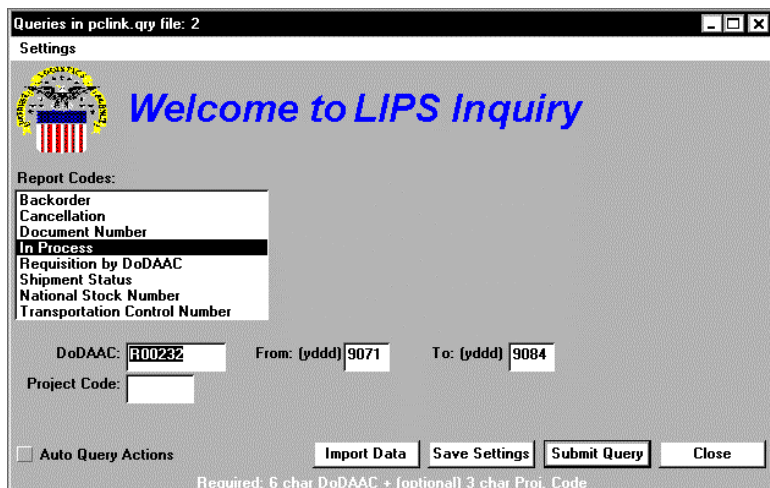 Queries in pclink.qry file: 2
Settings
LOGISTICS
Welcome to LIPS Inquiry
Report Codes:
Backorder
Cancellation
Document Number
In Process
Requisition by DoDAAC
Shipment Status
National Stock Number
Transportation Control Number
DoDAAC: R00232 From: (yddd) 9071 To: (yddd) 9084
Project Code:
Auto Query Actions Import Data Save Settings Submit Query Close
Required: 6 char DoDAAC + (optional) 3 char Proj. Code